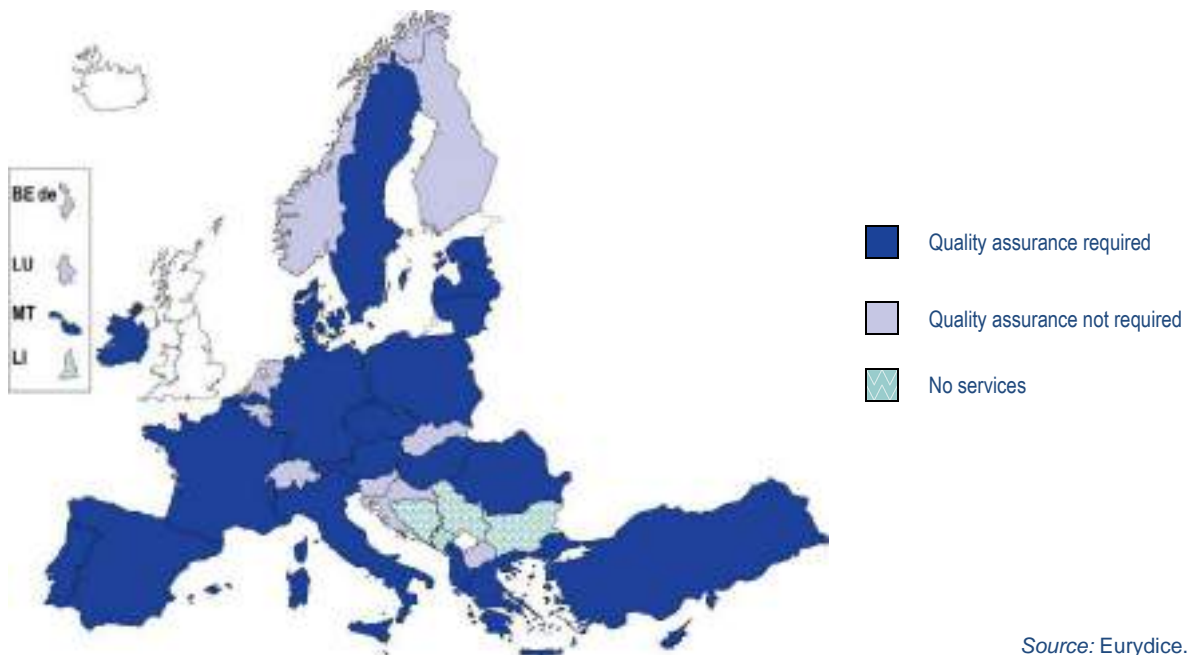 BE de
LU
MT
LI
Quality assurance required
Quality assurance not required
No services
Source: Eurydice.